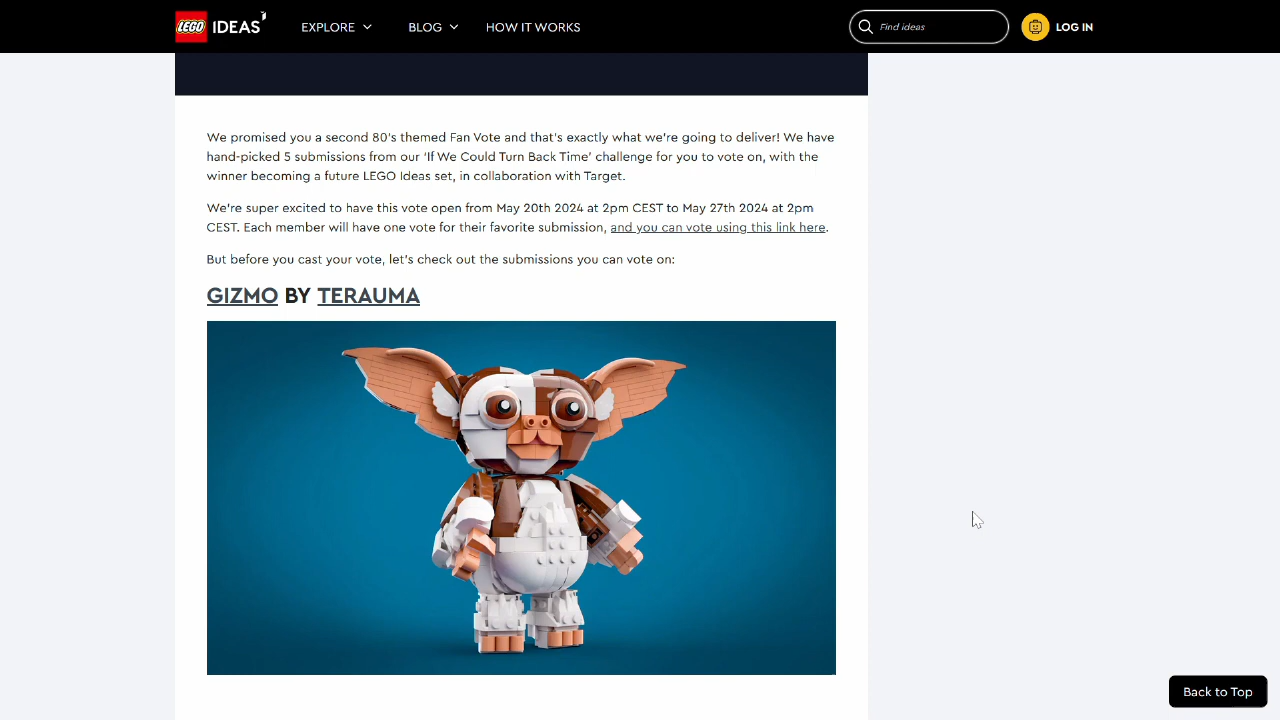 LEGO IDEAS EXPLORE BLOG HOW IT WORKS Find ideas LOG IN
We promised you a second 80's themed Fan Vote and that's exactly what we're going to deliver! We have
hand-picked 5 submissions from our 'If We Could Turn Back Time' challenge for you to vote on, with the
winner becoming a future LEGO Ideas set, in collaboration with Target.
We're super excited to have this vote open from May 20th 2024 at 2pm CEST to May 27th 2024 at 2pm
CEST. Each member will have one vote for their favorite submission, and you can vote using this link here.
But before you cast your vote, let's check out the submissions you can vote on:
GIZMO BY TERAUMA
Back to Top